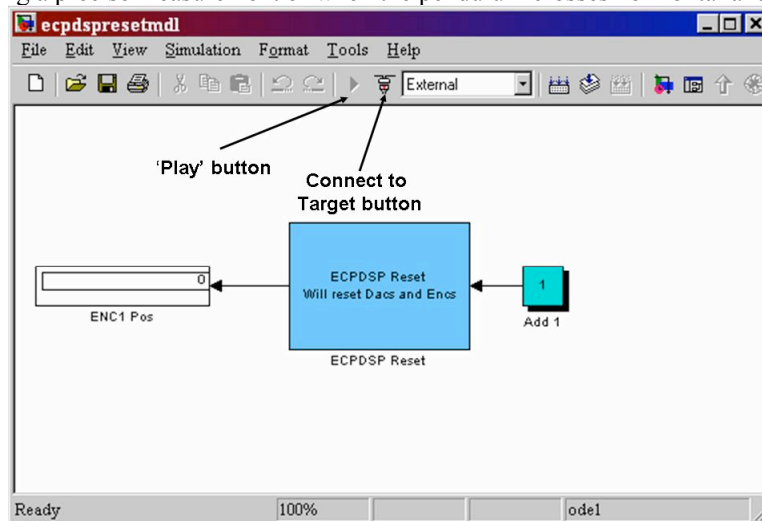 ecpdspresetmdl
File Edit View Simulation Format Tools Help
External
'Play' button
Connect to
Target button
ECPDSP Reset
Will reset Dacs and Encs
0
1
ENC1 Pos
Add 1
ECPDSP Reset
Ready 100% ode1